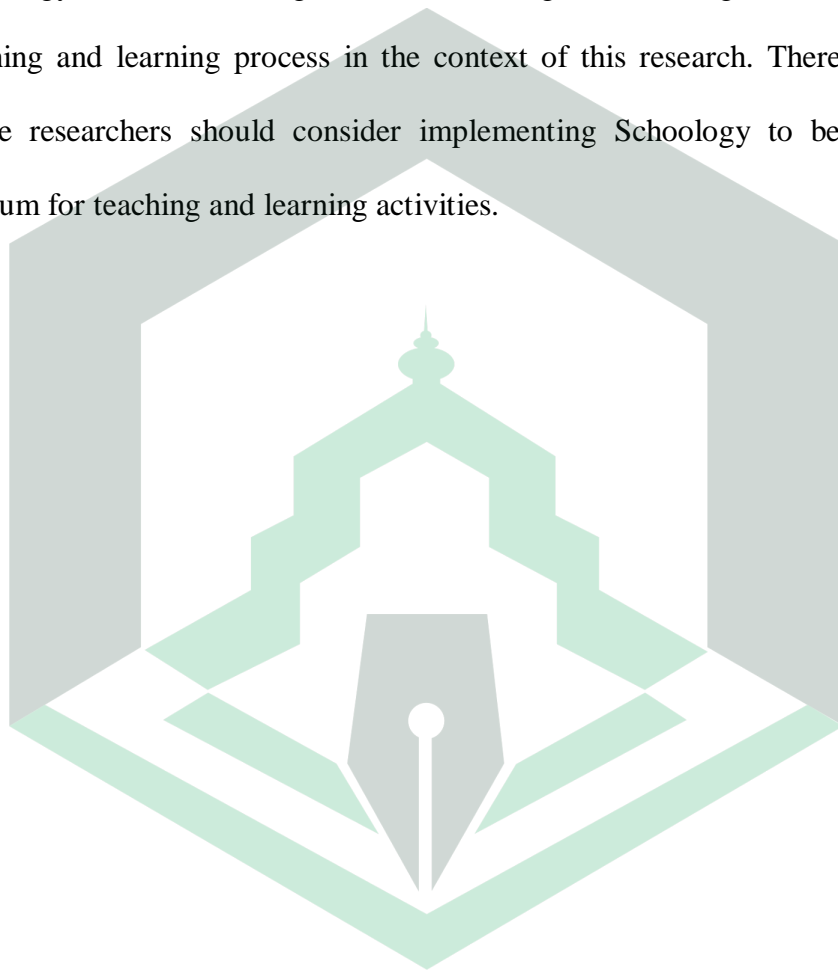 and learning process in the context of this research. There
e researchers should consider implementing Schoology to be
um for teaching and learning activities.